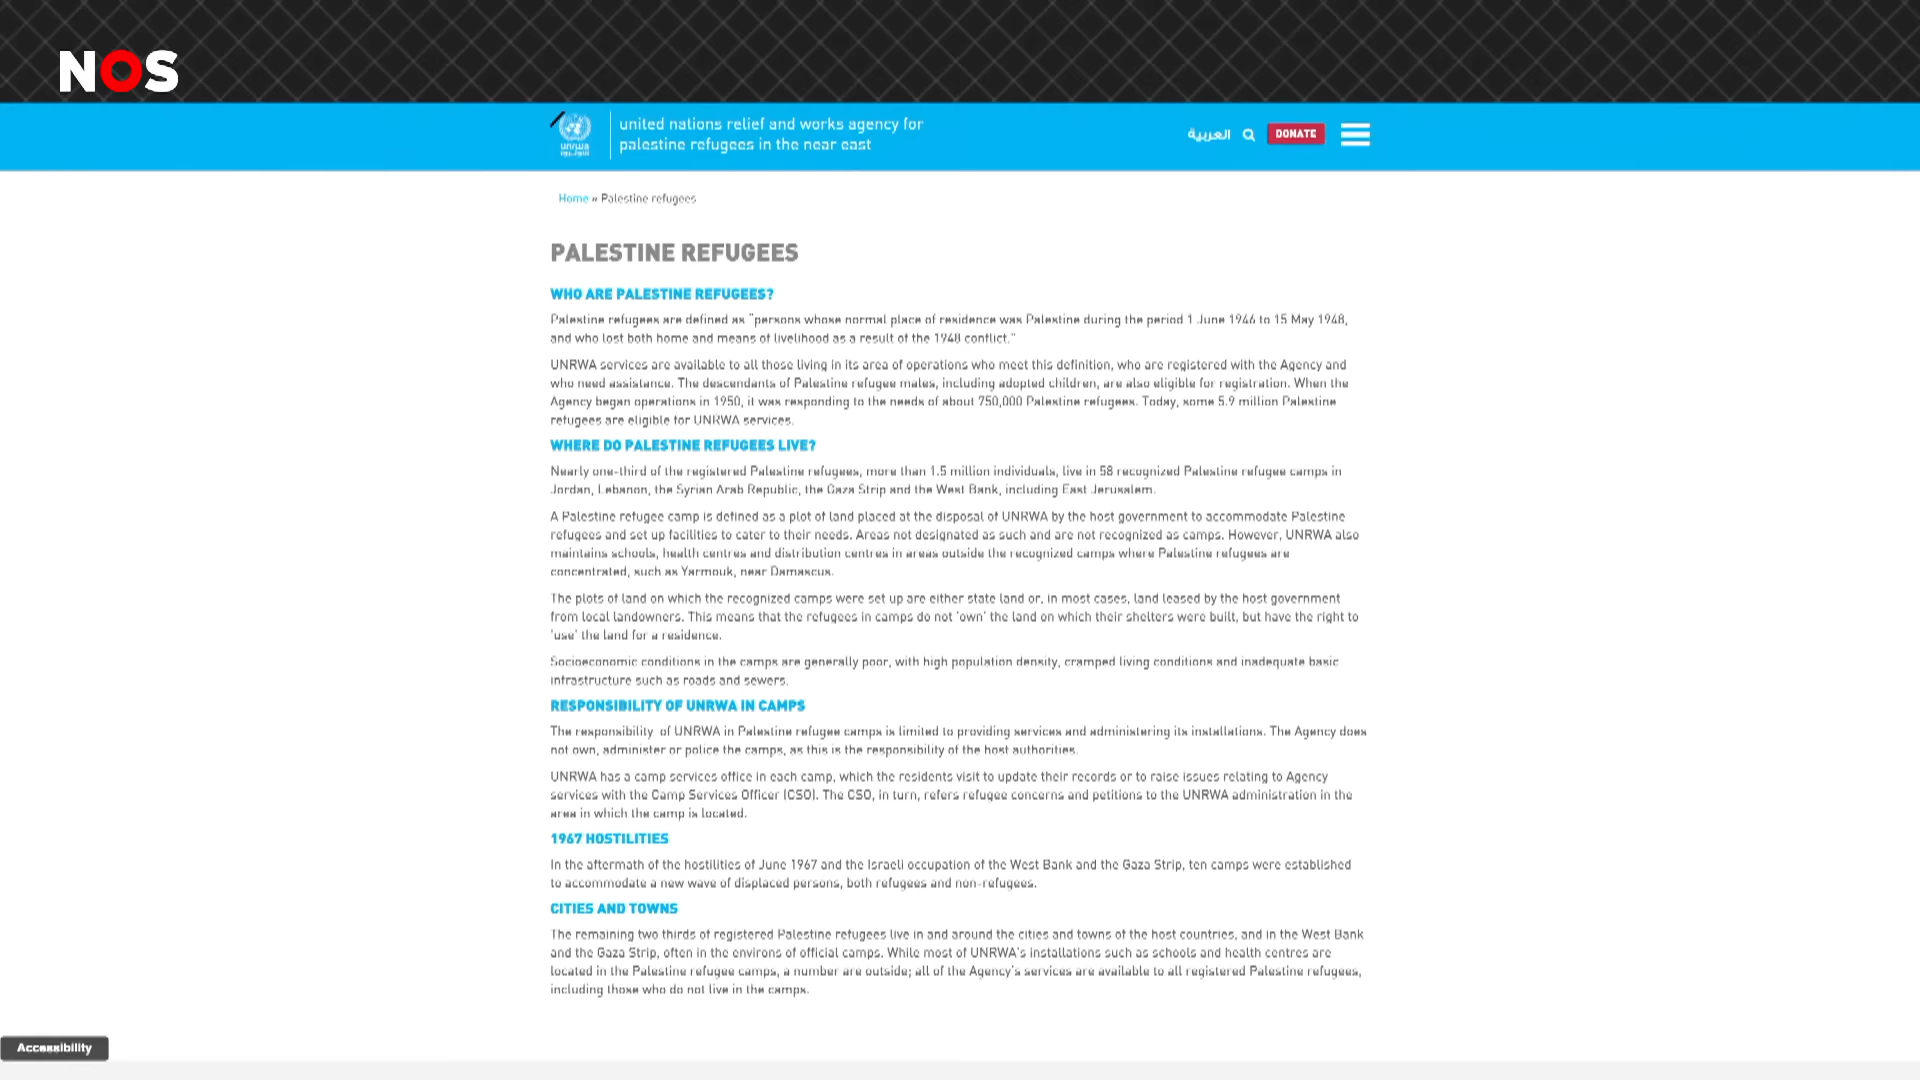 NOS
unrwa
الأونروا
united nations relief and works agency for
palestine refugees in the near east
العربية
DONATE
Home » Palestine refugees
PALESTINE REFUGEES
WHO ARE PALESTINE REFUGEES?
Palestine refugees are defined as "persons whose normal place of residence was Palestine during the period 1 June 1946 to 15 May 1948,
and who lost both home and means of livelihood as a result of the 1948 conflict."
UNRWA services are available to all those living in its area of operations who meet this definition, who are registered with the Agency and
who need assistance. The descendants of Palestine refugee males, including adopted children, are also eligible for registration. When the
Agency began operations in 1950, it was responding to the needs of about 750,000 Palestine refugees. Today, some 5.9 million Palestine
refugees are eligible for UNRWA services.
WHERE DO PALESTINE REFUGEES LIVE?
Nearly one-third of the registered Palestine refugees, more than 1.5 million individuals, live in 58 recognized Palestine refugee camps in
Jordan, Lebanon, the Syrian Arab Republic, the Gaza Strip and the West Bank, including East Jerusalem.
A Palestine refugee camp is defined as a plot of land placed at the disposal of UNRWA by the host government to accommodate Palestine
refugees and set up facilities to cater to their needs. Areas not designated as such and are not recognized as camps. However, UNRWA also
maintains schools, health centres and distribution centres in areas outside the recognized camps where Palestine refugees are
concentrated, such as Yarmouk, near Damascus.
The plots of land on which the recognized camps were set up are either state land or, in most cases, land leased by the host government
from local landowners. This means that the refugees in camps do not 'own' the land on which their shelters were built, but have the right to
'use' the land for a residence.
Socioeconomic conditions in the camps are generally poor, with high population density, cramped living conditions and inadequate basic
infrastructure such as roads and sewers.
RESPONSIBILITY OF UNRWA IN CAMPS
The responsibility of UNRWA in Palestine refugee camps is limited to providing services and administering its installations. The Agency does
not own, administer or police the camps, as this is the responsibility of the host authorities.
UNRWA has a camp services office in each camp, which the residents visit to update their records or to raise issues relating to Agency
services with the Camp Services Officer (CSO). The CSO, in turn, refers refugee concerns and petitions to the UNRWA administration in the
area in which the camp is located.
1967 HOSTILITIES
In the aftermath of the hostilities of June 1967 and the Israeli occupation of the West Bank and the Gaza Strip, ten camps were established
to accommodate a new wave of displaced persons, both refugees and non-refugees.
CITIES AND TOWNS
The remaining two thirds of registered Palestine refugees live in and around the cities and towns of the host countries, and in the West Bank
and the Gaza Strip, often in the environs of official camps. While most of UNRWA's installations such as schools and health centres are
located in the Palestine refugee camps, a number are outside; all of the Agency's services are available to all registered Palestine refugees,
including those who do not live in the camps.
Accessibility